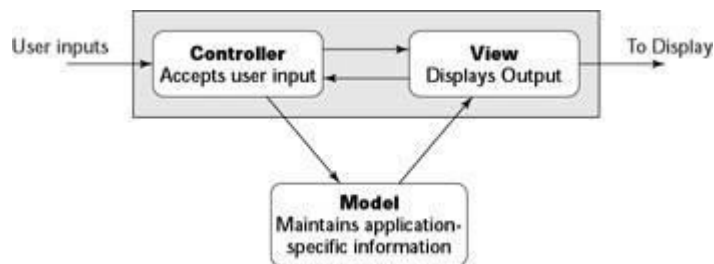 User inputs
Controller
Accepts user input
View
Displays Output
To Display
Model
Maintains application-
specific information